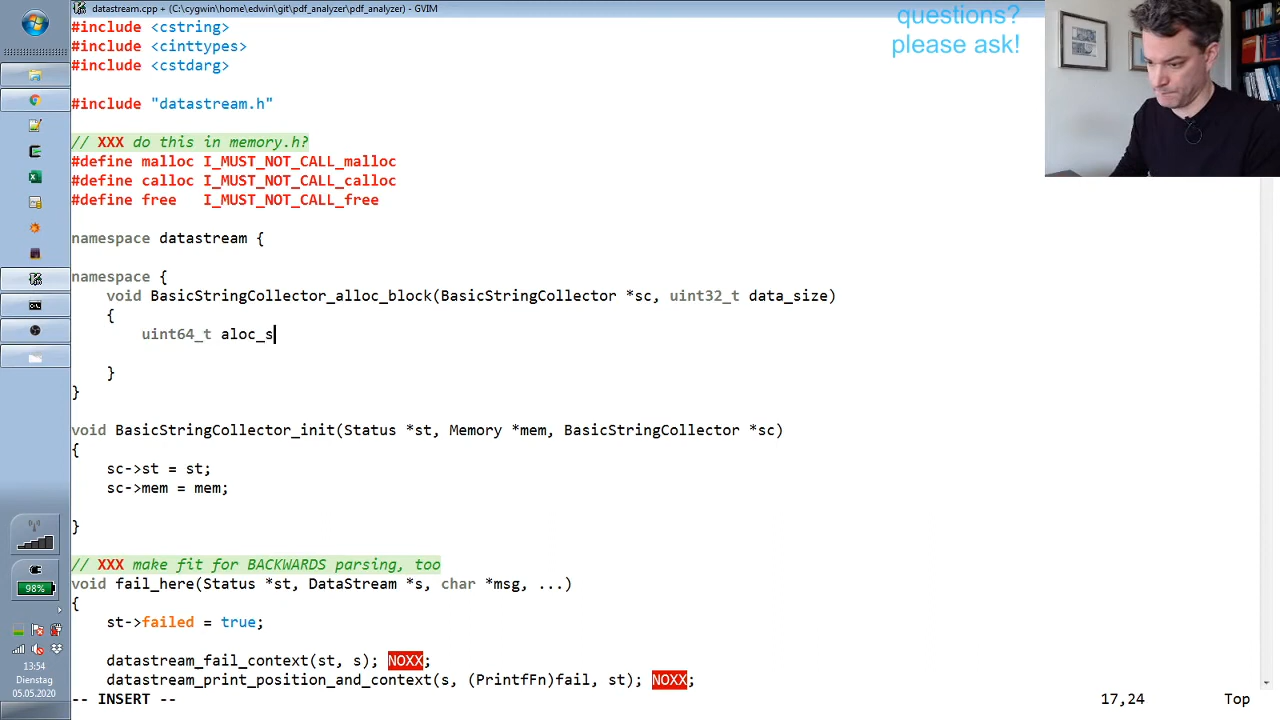 datastream.cpp + (C:\cygwin\home\edwin\git\pdf_analyzer\pdf_analyzer) - GVIM
questions?
please ask!
#include <cstring>
#include <cinttypes>
#include <cstdarg>
#include "datastream.h"
// XXX do this in memory.h?
#define malloc I_MUST_NOT_CALL_malloc
#define calloc I_MUST_NOT_CALL_calloc
#define free   I_MUST_NOT_CALL_free
namespace datastream {
namespace {
    void BasicStringCollector_alloc_block(BasicStringCollector *sc, uint32_t data_size)
    {
        uint64_t aloc_s
    }
}
void BasicStringCollector_init(Status *st, Memory *mem, BasicStringCollector *sc)
{
    sc->st = st;
    sc->mem = mem;
}
// XXX make fit for BACKWARDS parsing, too
void fail_here(Status *st, DataStream *s, char *msg, ...)
{
    st->failed = true;
    datastream_fail_context(st, s); NOXX;
    datastream_print_position_and_context(s, (PrintfFn)fail, st); NOXX;
-- INSERT --
17,24
Top
98%
13:54
Dienstag
05.05.2020